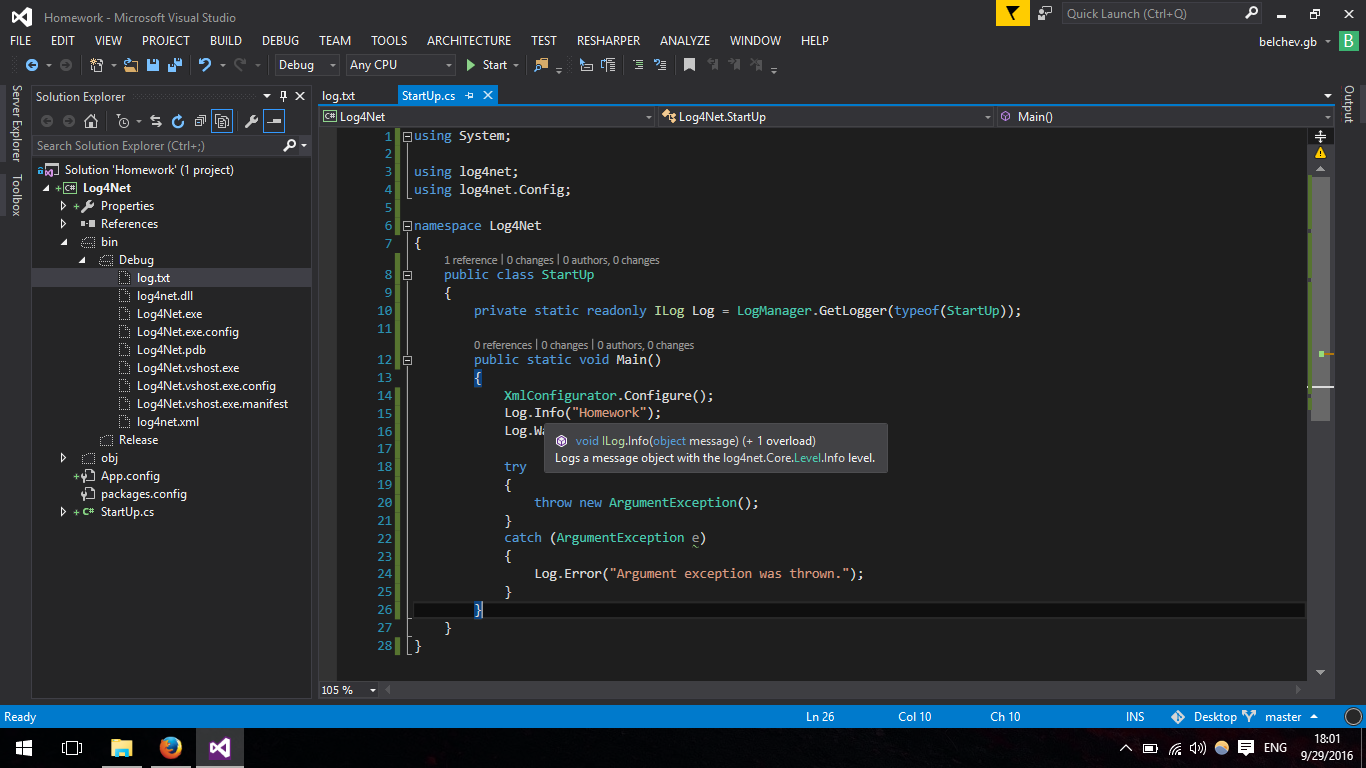 Homework - Microsoft Visual Studio
Quick Launch (Ctrl+Q)
FILE EDIT VIEW PROJECT BUILD DEBUG TEAM TOOLS ARCHITECTURE TEST RESHARPER ANALYZE WINDOW HELP
belchev.gb B
Debug Any CPU Start
Server Explorer
Toolbox
Solution Explorer
Search Solution Explorer (Ctrl+;)
Solution 'Homework' (1 project)
C# Log4Net
Properties
References
bin
Debug
log.txt
log4net.dll
Log4Net.exe
Log4Net.exe.config
Log4Net.pdb
Log4Net.vshost.exe
Log4Net.vshost.exe.config
Log4Net.vshost.exe.manifest
log4net.xml
Release
obj
App.config
packages.config
C# StartUp.cs
log.txt StartUp.cs
C# Log4Net Log4Net.StartUp Main()
1 using System;
2
3 using log4net;
4 using log4net.Config;
5
6 namespace Log4Net
7 {
1 reference | 0 changes | 0 authors, 0 changes
8 public class StartUp
9 {
10 private static readonly ILog Log = LogManager.GetLogger(typeof(StartUp));
11
0 references | 0 changes | 0 authors, 0 changes
12 public static void Main()
13 {
14 XmlConfigurator.Configure();
15 Log.Info("Homework");
16 Log.Wa
void ILog.Info(object message) (+ 1 overload)
Logs a message object with the log4net.Core.Level.Info level.
17
18 try
19 {
20 throw new ArgumentException();
21 }
22 catch (ArgumentException e)
23 {
24 Log.Error("Argument exception was thrown.");
25 }
26 }
27 }
28 }
105 %
Output
Ready Ln 26 Col 10 Ch 10 INS Desktop master
ENG
18:01
9/29/2016